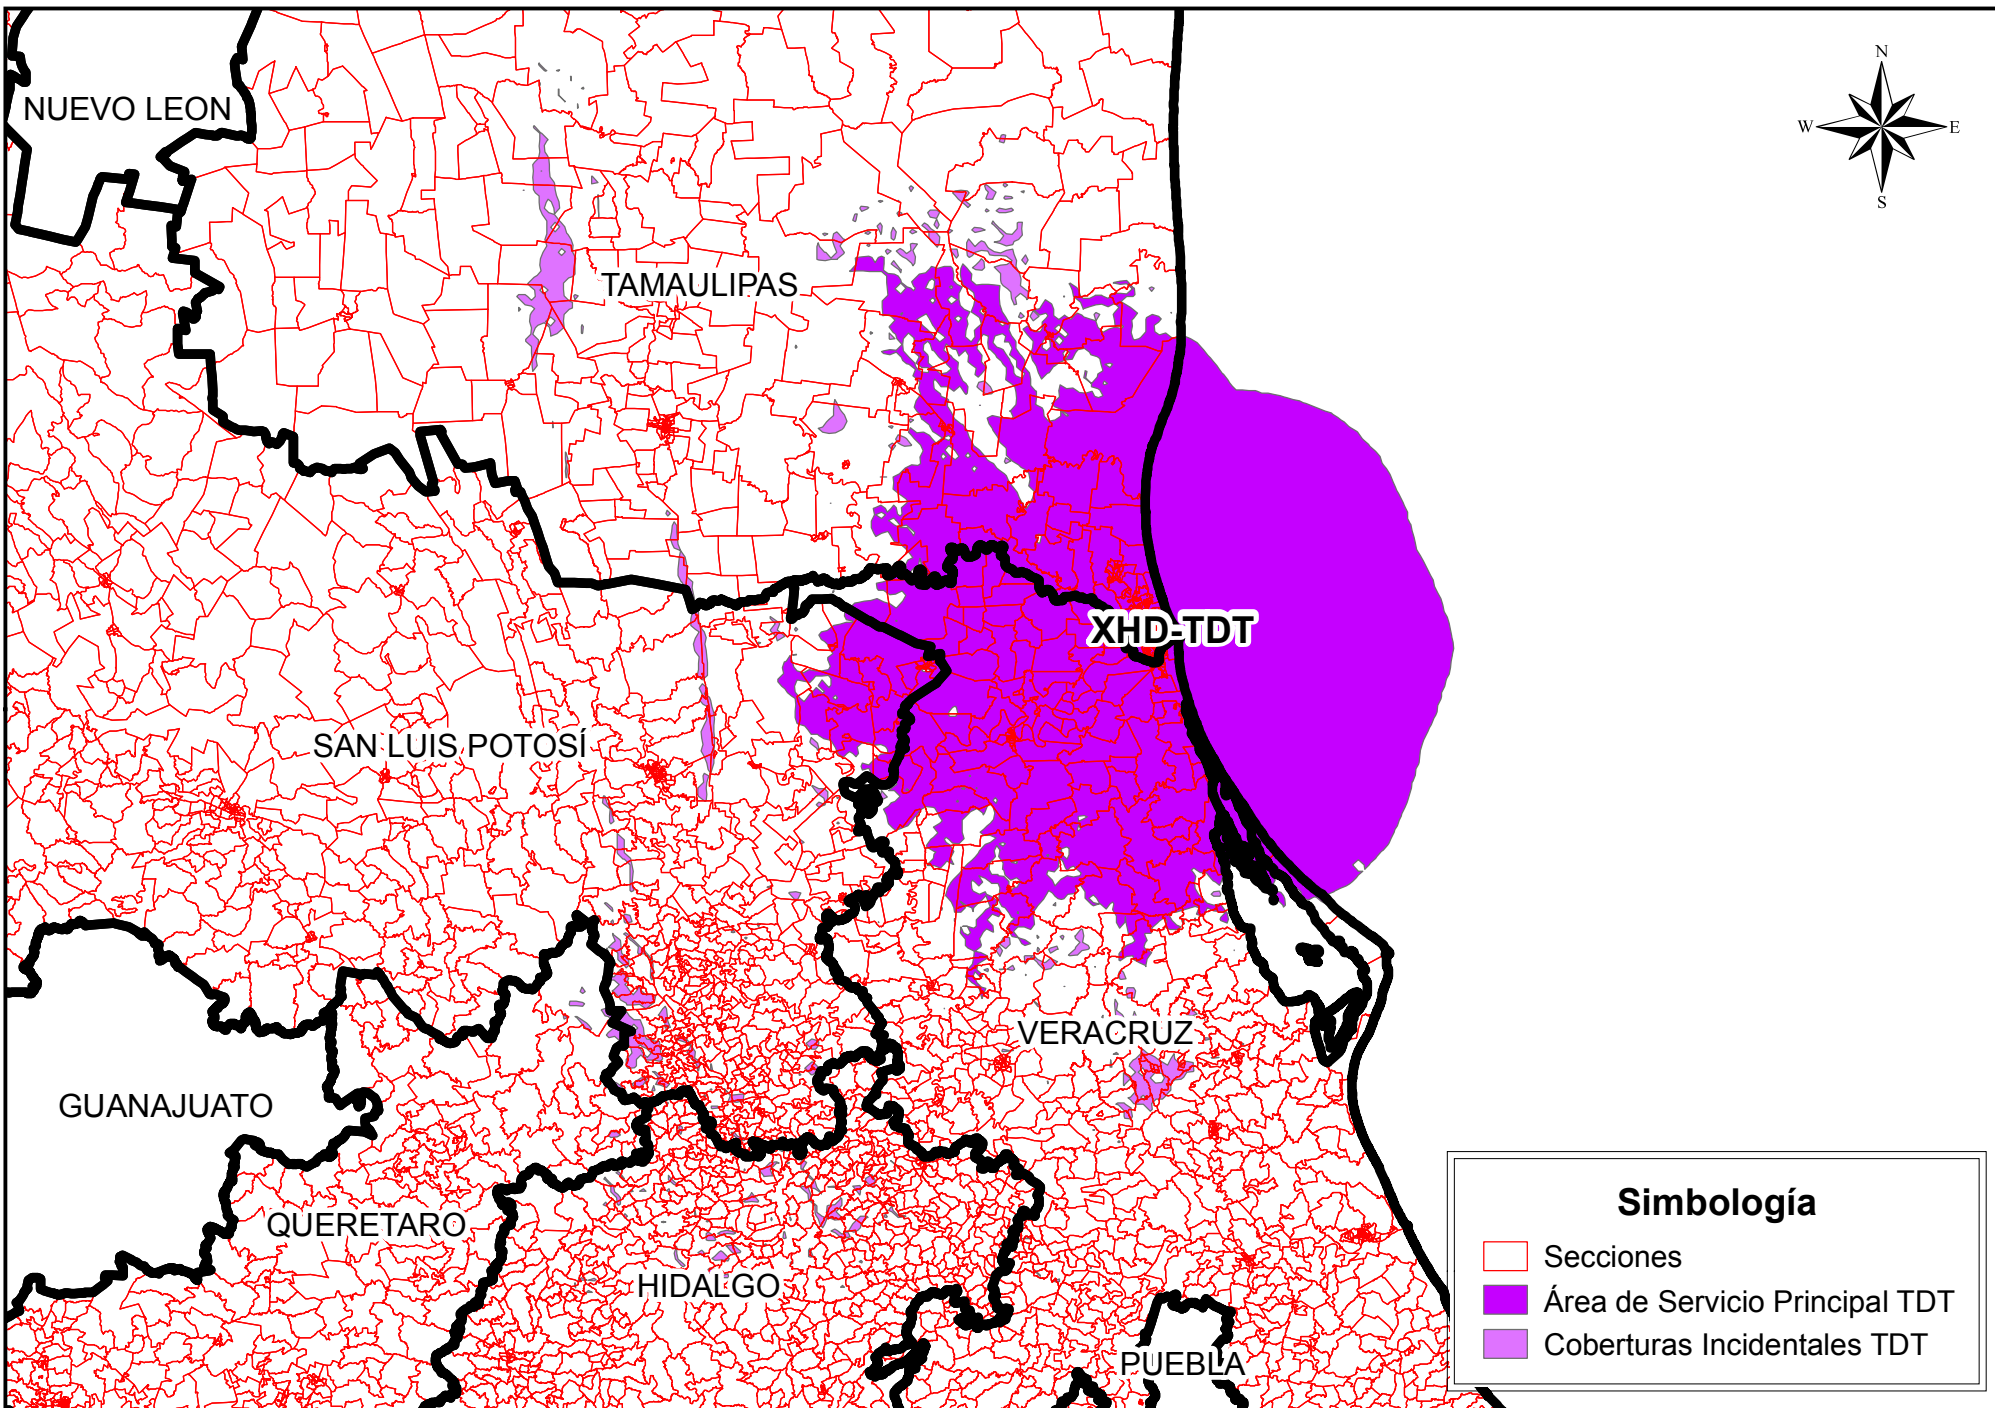 N
NUEVO LEON
W
E
S
TAMAULIPAS
XHD-TDT
SAN LUIS POTOSÍ
VERACRUZ
GUANAJUATO
QUERETARO
HIDALGO
PUEBLA
Simbología
Secciones
Área de Servicio Principal TDT
Coberturas Incidentales TDT